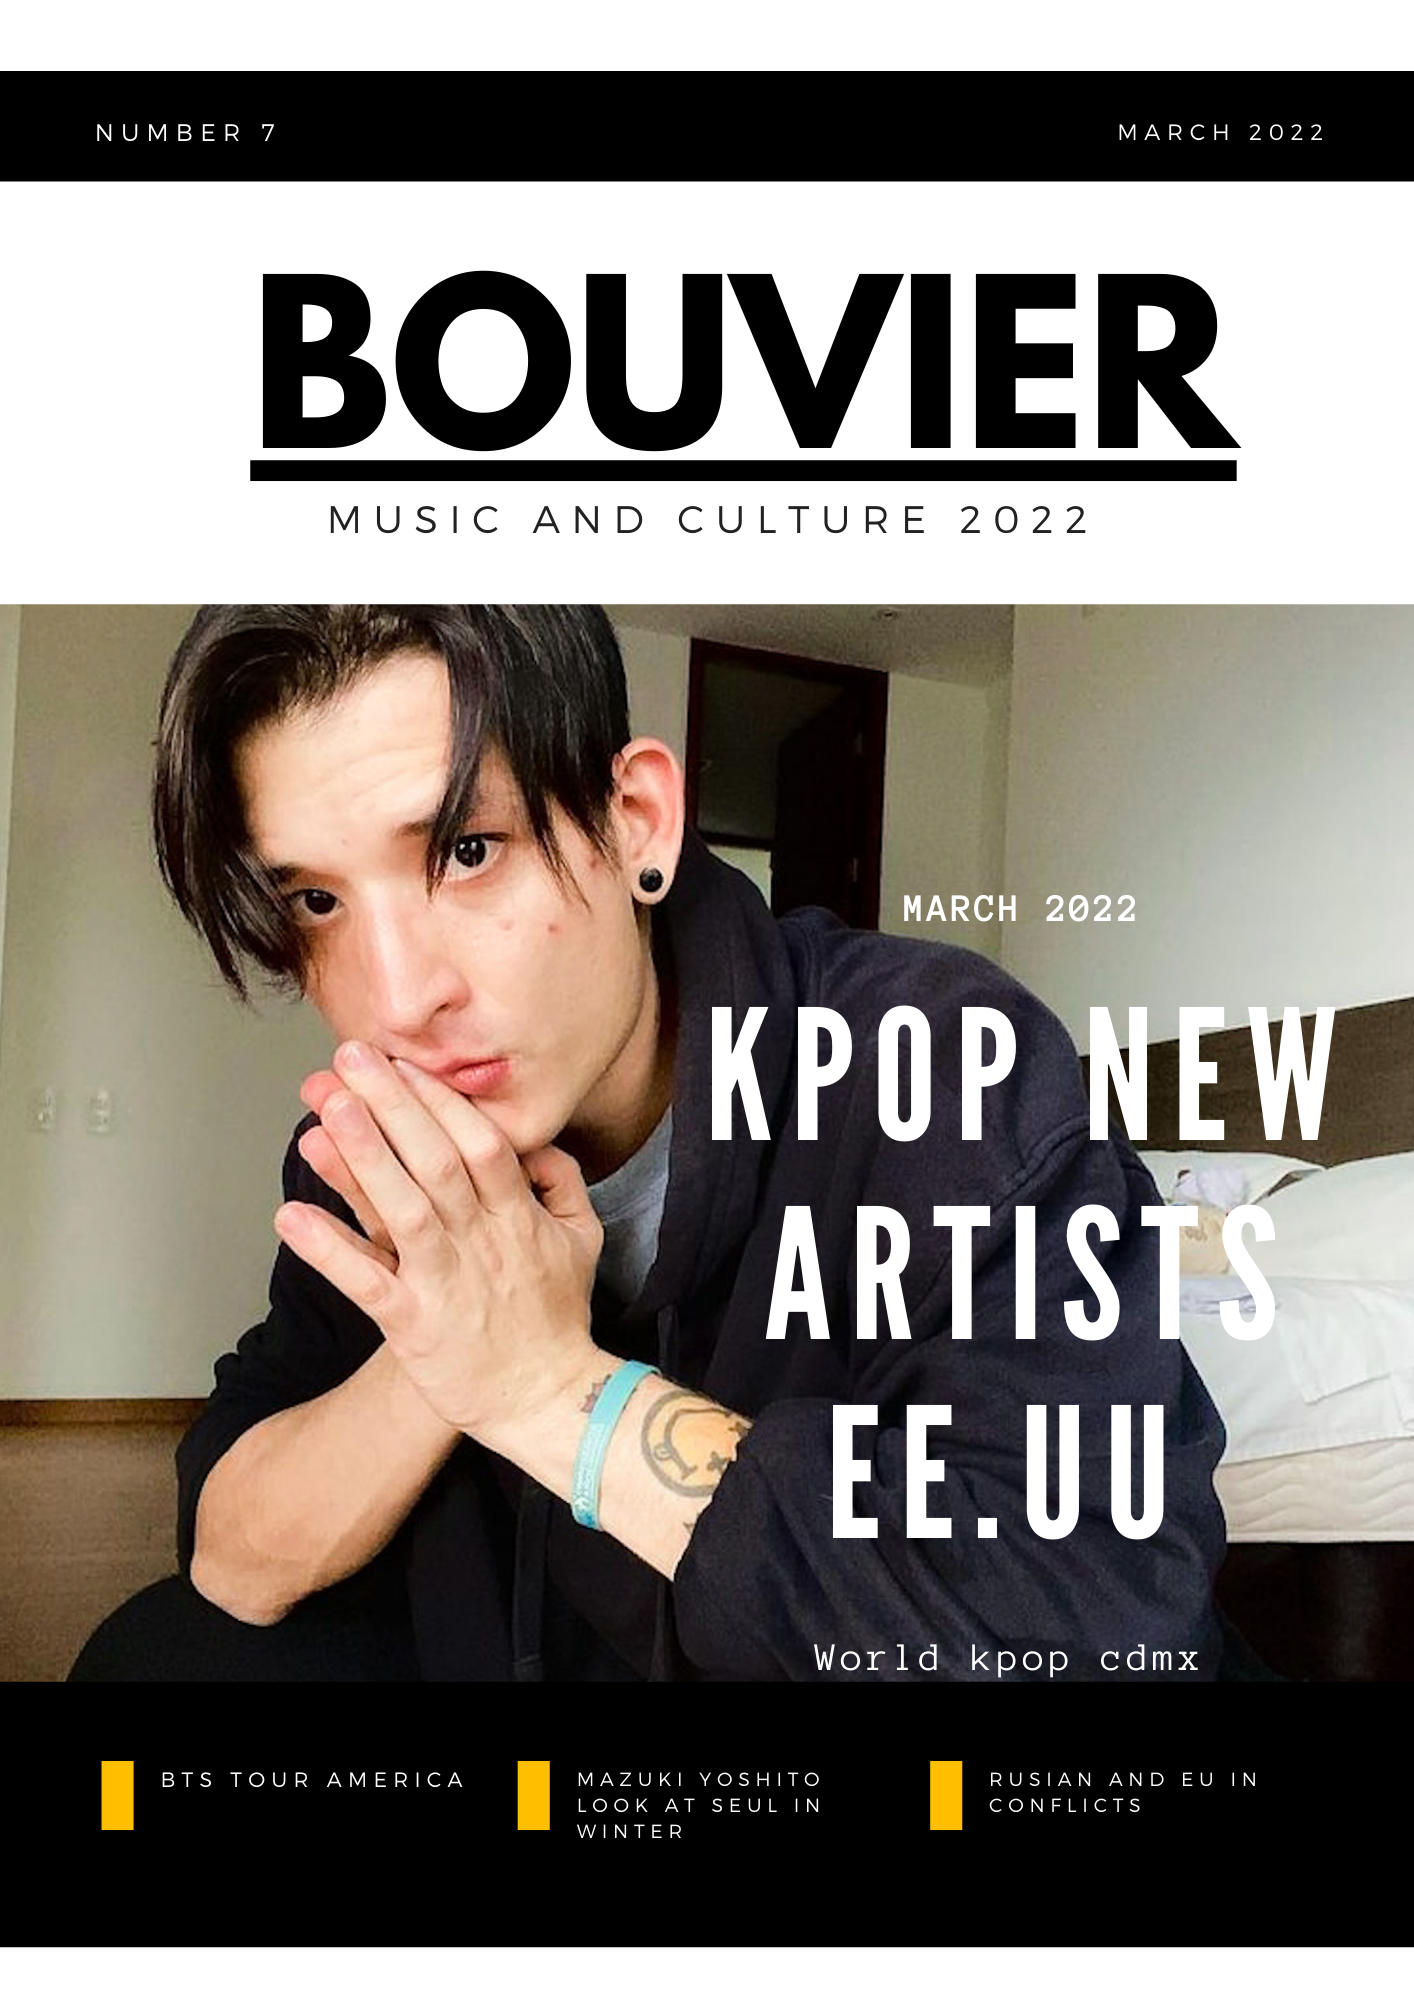 NUMBER 7
MARCH 2022
BOUVIER
MUSIC AND CULTURE 2022
MARCH 2022
KPOP NEW
ARTISTS
EE.UU
World kpop cdmx
BTS TOUR AMERICA
MAZUKI YOSHITO
LOOK AT SEUL IN
WINTER
RUSIAN AND EU IN
CONFLICTS